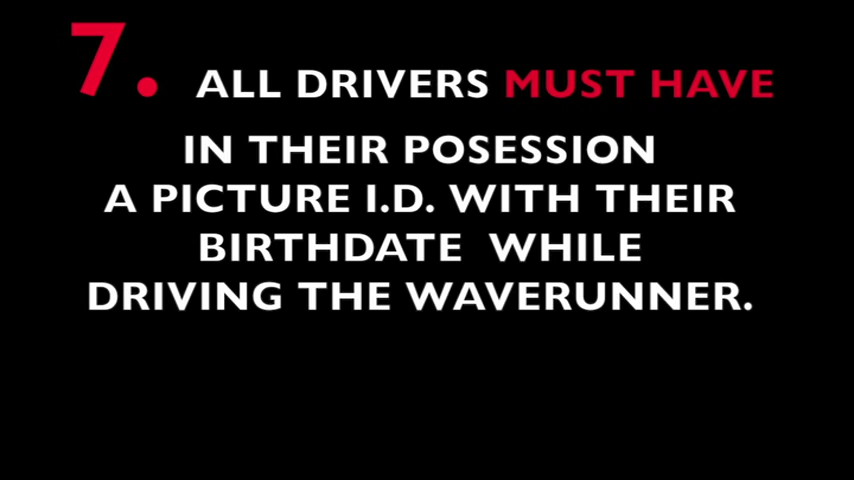 7. ALL DRIVERS MUST HAVE
IN THEIR POSESSION
A PICTURE I.D. WITH THEIR
BIRTHDATE WHILE
DRIVING THE WAVERUNNER.